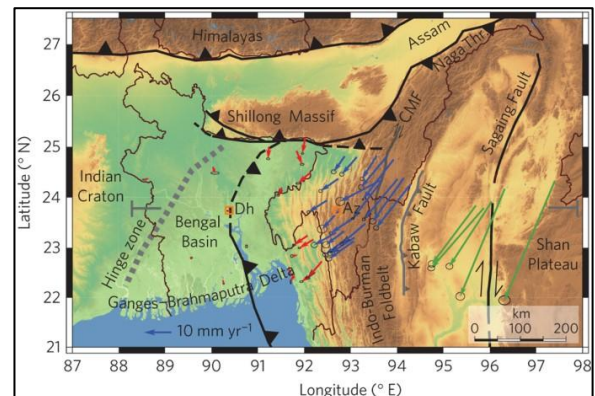 27
26
25
24
23
22
21
Latitude (° N)
Himalayas
Assam
Naga Thr.
Shillong Massif
CMF
Sagaing Fault
Indian
Craton
Hinge zone
Dh
Bengal
Basin
Kabaw Fault
Ganges–Brahmaputra Delta
Indo-Burman
Foldbelt
Shan
Plateau
10 mm yr⁻¹
km
0 100 200
87 88 89 90 91 92 93 94 95 96 97 98
Longitude (° E)